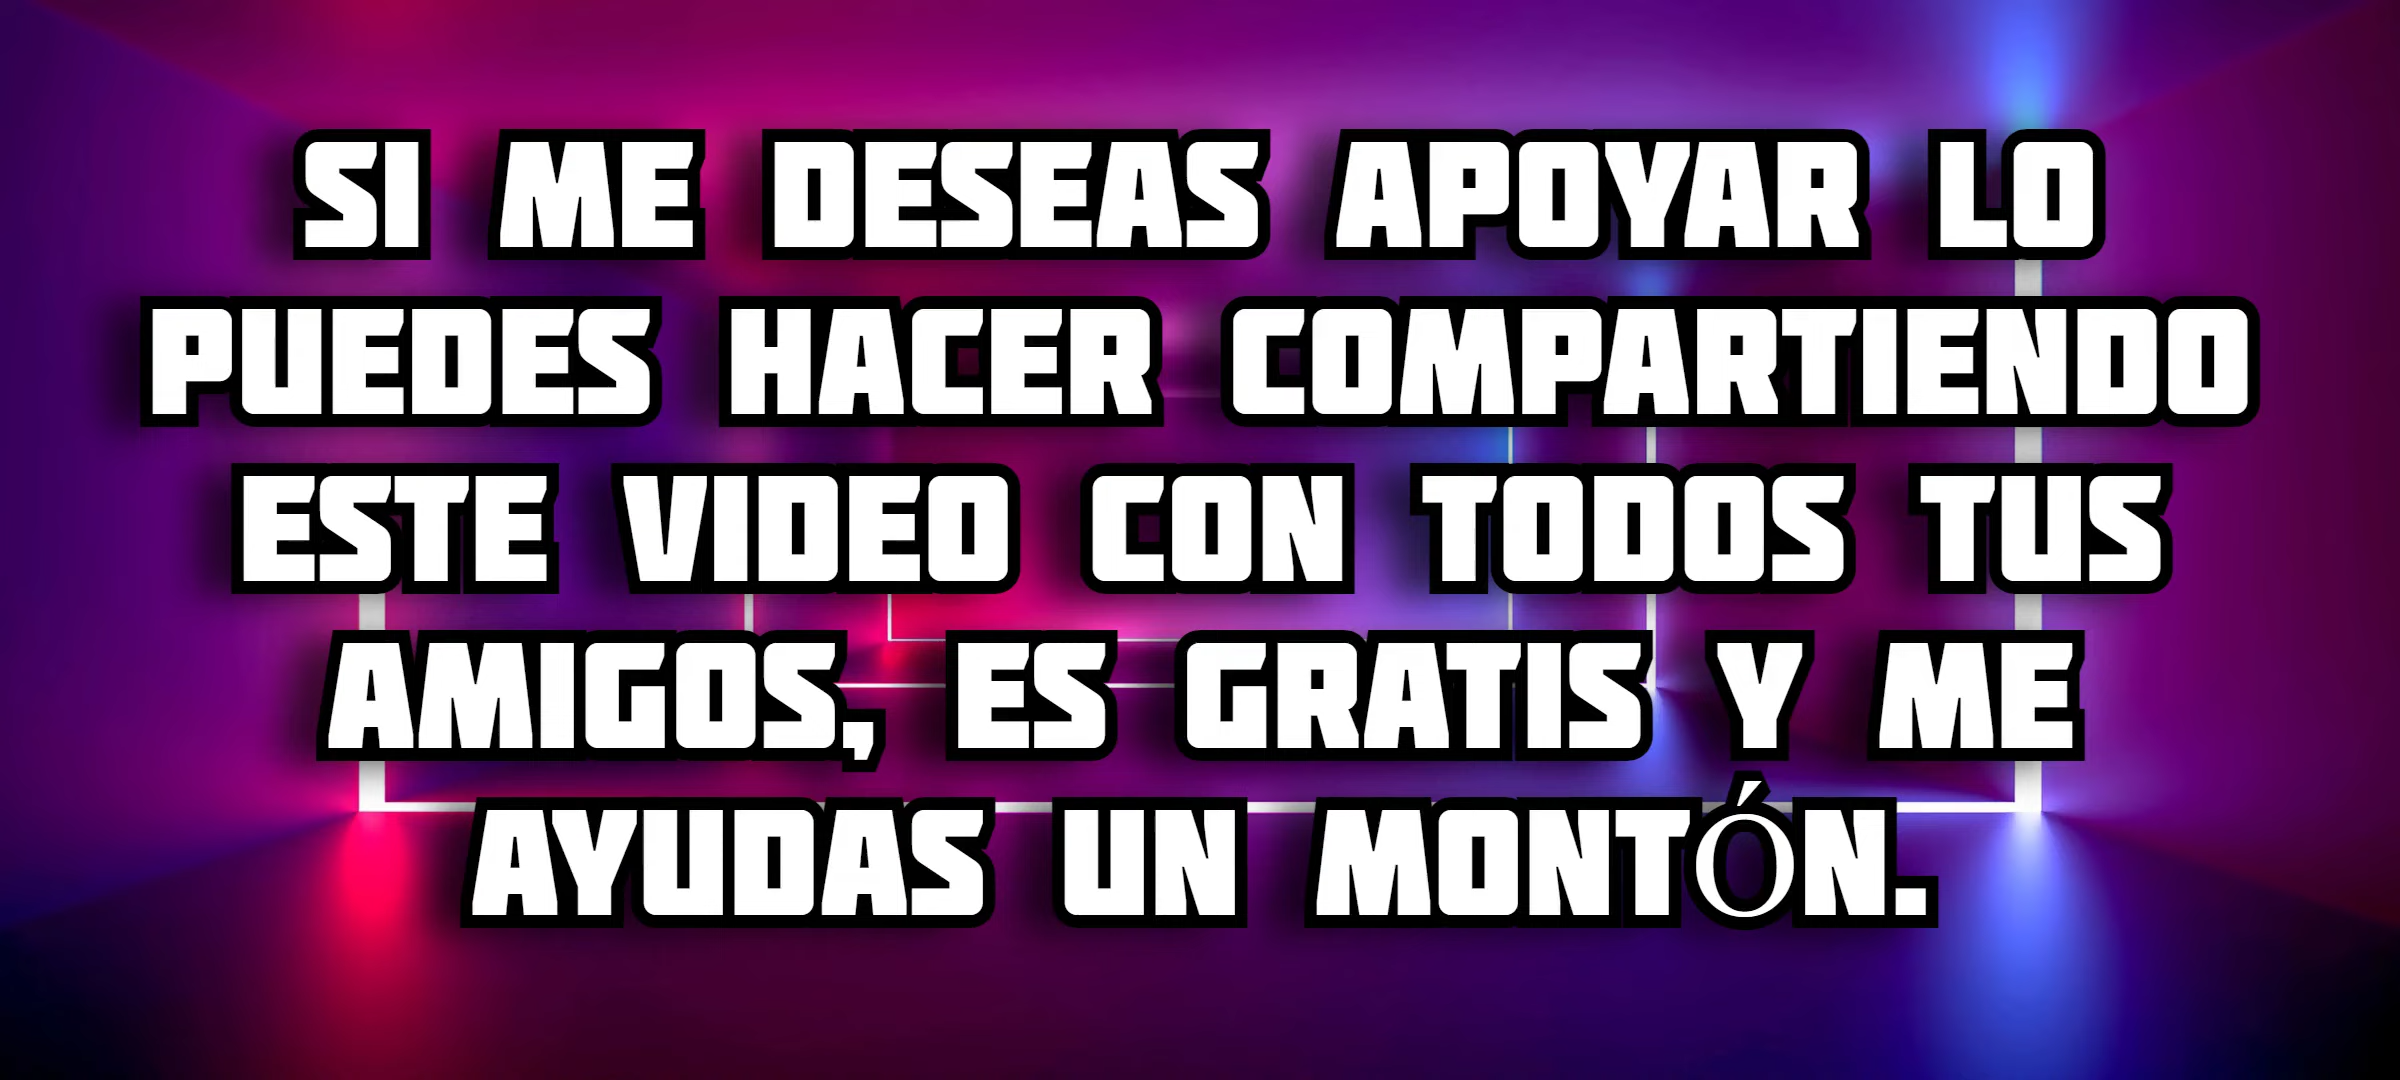 SI ME DESEAS APOYAR LO
PUEDES HACER COMPARTIENDO
ESTE VIDEO CON TODOS TUS
AMIGOS, ES GRATIS Y ME
AYUDAS UN MONTÓN.